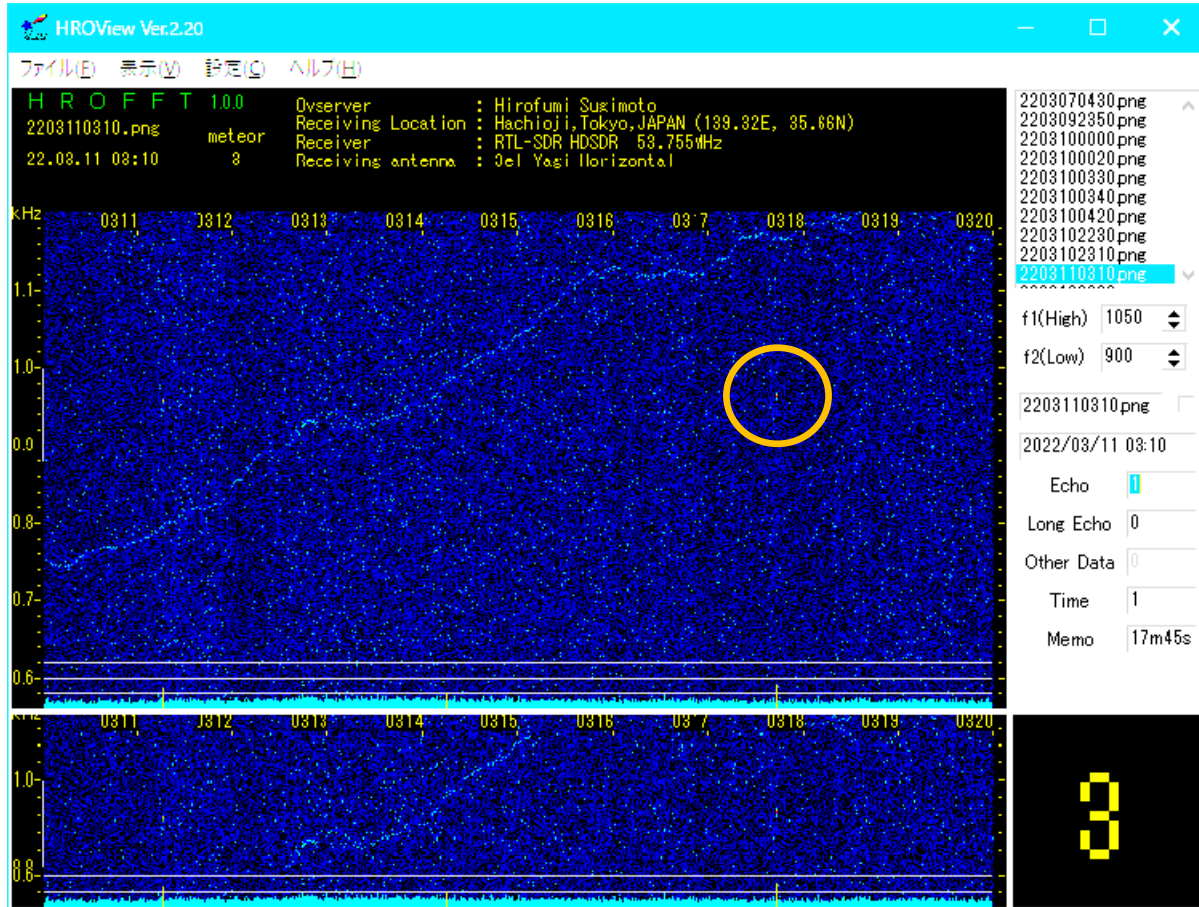 HROView Ver.2.20
ファイル(F) 表示(V) 設定(C) ヘルプ(H)
H R O F F T 1.0.0
2203110310.png meteor
22.03.11 03:10 3
Ovserver : Hirofumi Sugimoto
Receiving Location : Hachioji,Tokyo,JAPAN (139.32E, 35.66N)
Receiver : RTL-SDR HDSDR 53.755MHz
Receiving antenna : 3el Yagi Horizontal
kHz 0311 0312 0313 0314 0315 0316 0317 0318 0319 0320
1.1
1.0
0.9
0.8
0.7
0.6
kHz 0311 0312 0313 0314 0315 0316 0317 0318 0319 0320
1.0
0.6
2203070430.png
2203092350.png
2203100000.png
2203100020.png
2203100330.png
2203100340.png
2203100420.png
2203102230.png
2203102310.png
2203110310.png
f1(High) 1050
f2(Low) 900
2203110310.png
2022/03/11 03:10
Echo 1
Long Echo 0
Other Data 0
Time 1
Memo 17m45s
3